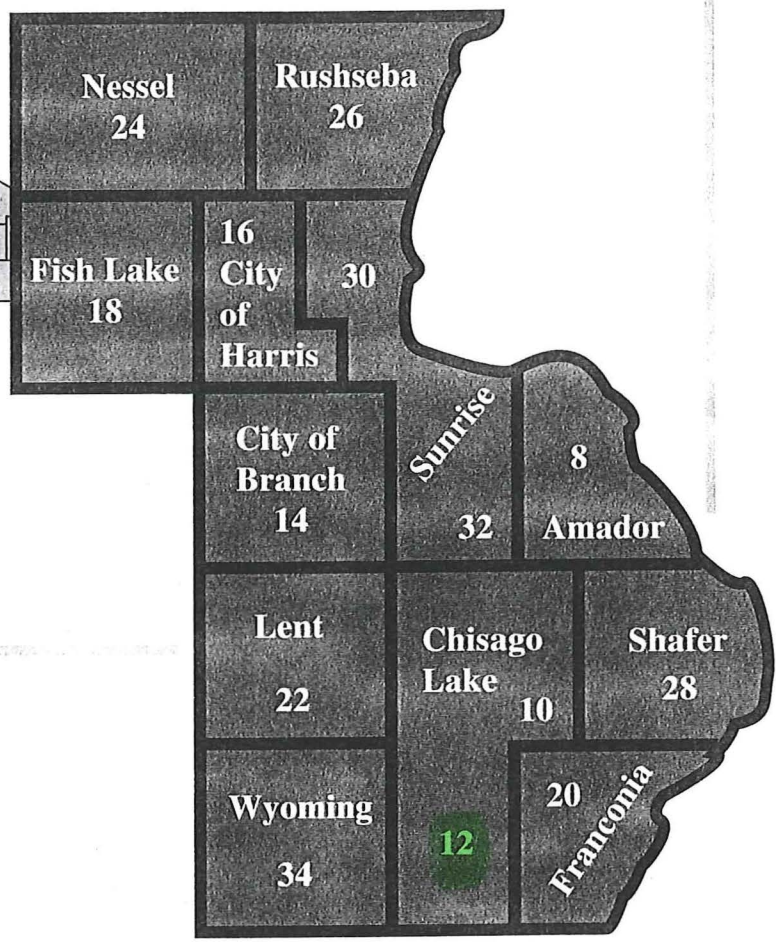 Nessel
24
Rushseba
26
Fish Lake
18
16
City
of
Harris
30
City of
Branch
14
Sunrise
32
8
Amador
Lent
22
Chisago
Lake
10
Shafer
28
Wyoming
34
12
20
Franconia